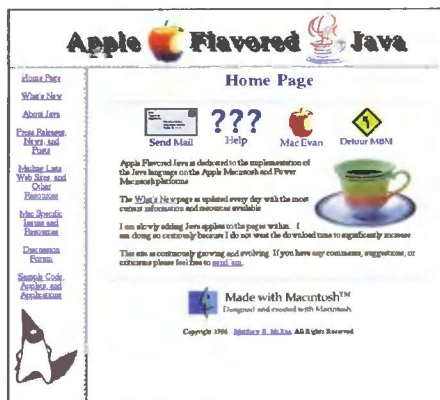 Apple Flavored Java
Home Page
What's New
About Java
Press Releases,
News, and
Posts
Mailing Lists
Web Sites, and
Other
Resources
Mac Specific
Issues and
Resources
Discussion
Forum
Sample Code,
Applets, and
Applications
Home Page
Send Mail
???
Help
Mac Evan
Detour MBM
Apple Flavored Java is dedicated to the implementation of
the Java language on the Apple Macintosh and Power
Macintosh platforms
The What's New page is updated every day with the most
current information and resources available
I am slowly adding Java applets to the pages within. I
am doing so cautiously because I do not want the download time to significantly increase
This site is continuously growing and evolving. If you have any comments, suggestions, or
criticisms please feel free to send 'em.
Made with Macintosh™
Designed and created with Macintosh
Copyright 1996 Matthew B. All Rights Reserved